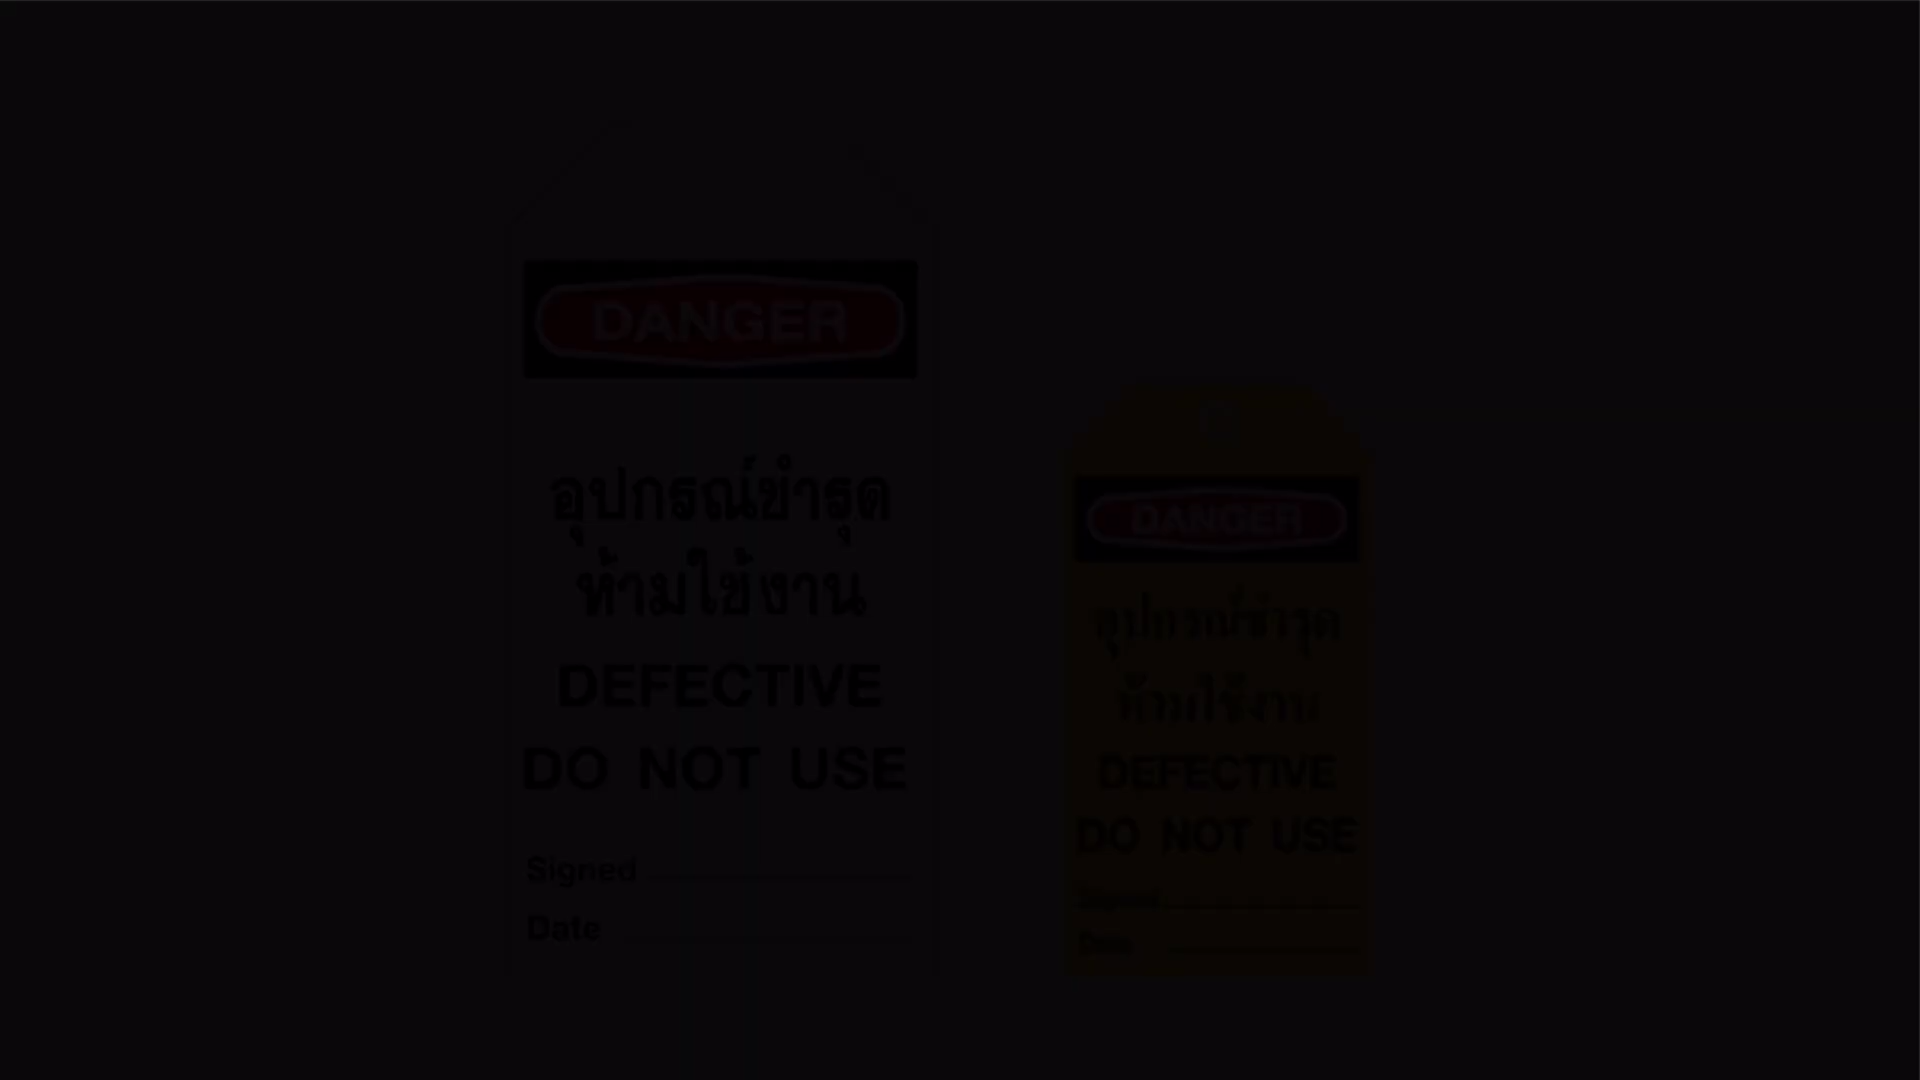 DANGER
อุปกรณ์ชำรุด
ห้ามใช้งาน
DEFECTIVE
DO NOT USE
Signed
Date
DANGER
อุปกรณ์ชำรุด
ห้ามใช้งาน
DEFECTIVE
DO NOT USE
Signed
Date